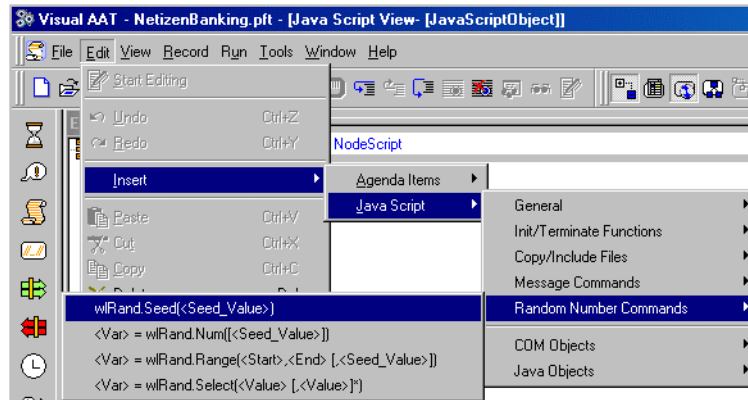 Visual AAT - NetizenBanking.pft - [Java Script View- [JavaScriptObject]]
File Edit View Record Run Tools Window Help
Start Editing
Undo Ctrl+Z
Redo Ctrl+Y
NodeScript
Insert
Agenda Items
Java Script
General
Paste Ctrl+V
Init/Terminate Functions
Cut Ctrl+X
Copy/Include Files
Copy Ctrl+C
Message Commands
wlRand.Seed(<Seed_Value>)
Random Number Commands
<Var> = wlRand.Num([<Seed_Value>])
<Var> = wlRand.Range(<Start>,<End> [,<Seed_Value>])
COM Objects
<Var> = wlRand.Select(<Value> [,<Value>]*)
Java Objects